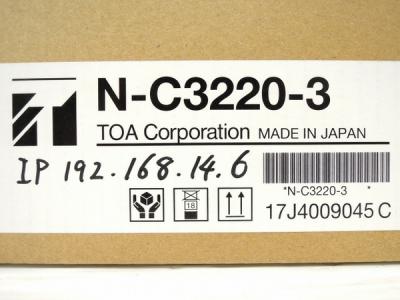 N-C3220-3
TOA Corporation MADE IN JAPAN
IP 192.168.14.6
*N-C3220-3 *
18
17J4009045 C